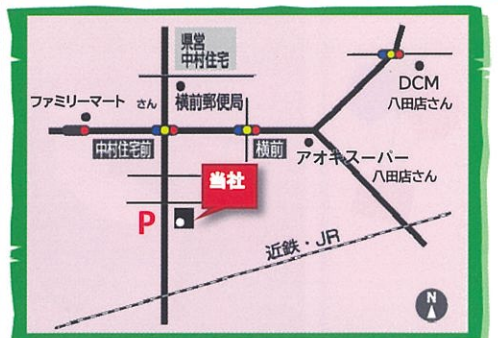 県営
中村住宅
DCM
八田店さん
ファミリーマート さん
横前郵便局
中村住宅前
横前
アオキスーパー
八田店さん
当社
P
近鉄・JR
N